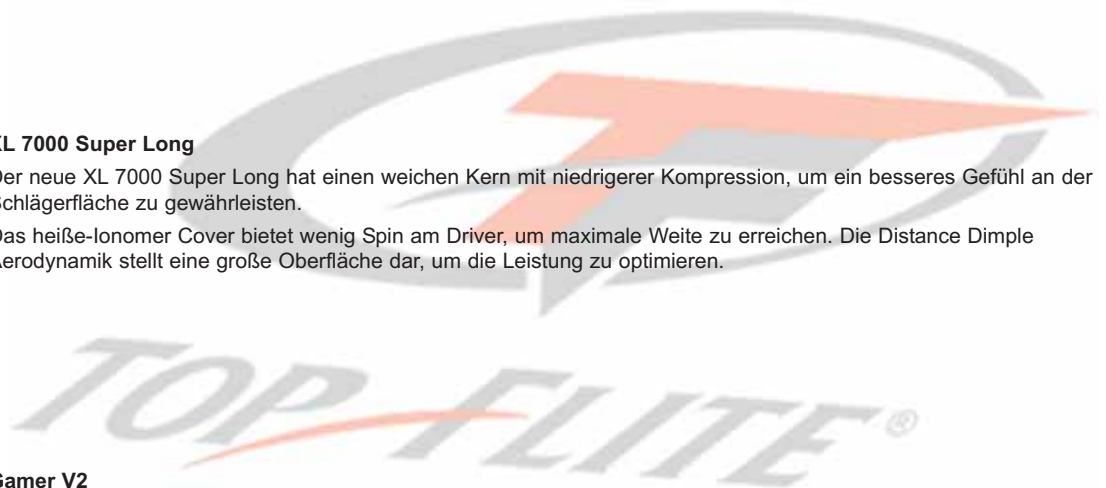 XL 7000 Super Long
Der neue XL 7000 Super Long hat einen weichen Kern mit niedrigerer Kompression, um ein besseres Gefühl an der
Schlägerfläche zu gewährleisten.
Das heiße-Ionomer Cover bietet wenig Spin am Driver, um maximale Weite zu erreichen. Die Distance Dimple
Aerodynamik stellt eine große Oberfläche dar, um die Leistung zu optimieren.
TOP FLITE®
Gamer V2